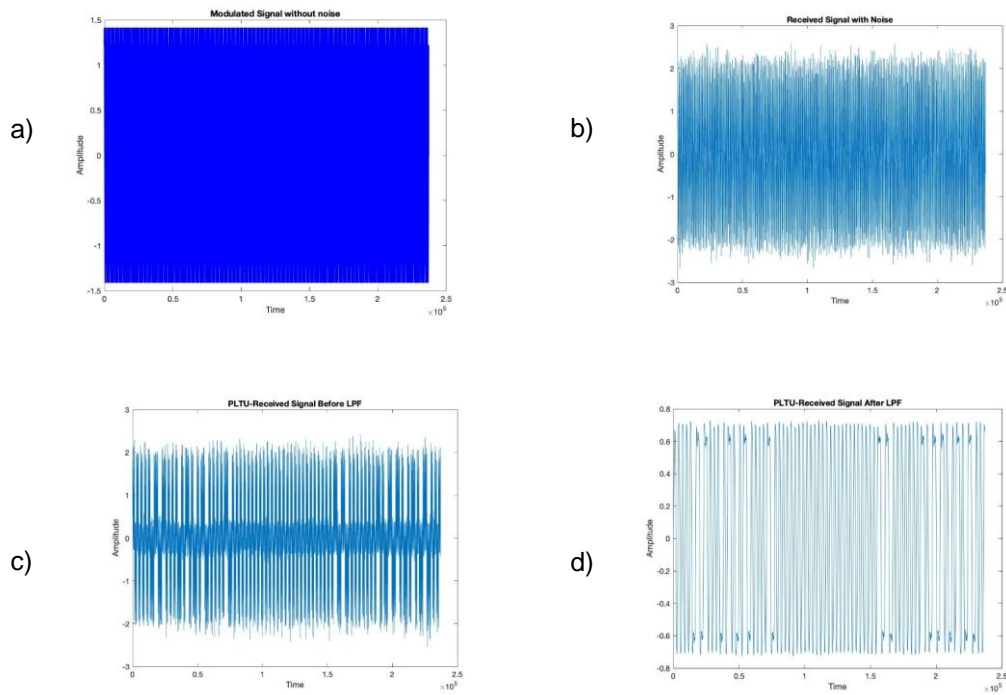 a)
Modulated Signal without noise
1.5
1
0.5
0
-0.5
-1
-1.5
Amplitude
0 0.5 1 1.5 2 2.5
Time
×10⁵
b)
Received Signal with Noise
3
2
1
0
-1
-2
-3
Amplitude
0 0.5 1 1.5 2 2.5
Time
×10⁵
c)
PLTU-Received Signal Before LPF
3
2
1
0
-1
-2
-3
Amplitude
0 0.5 1 1.5 2 2.5
Time
×10⁵
d)
PLTU-Received Signal After LPF
0.8
0.6
0.4
0.2
0
-0.2
-0.4
-0.6
-0.8
Amplitude
0 0.5 1 1.5 2 2.5
Time
×10⁵